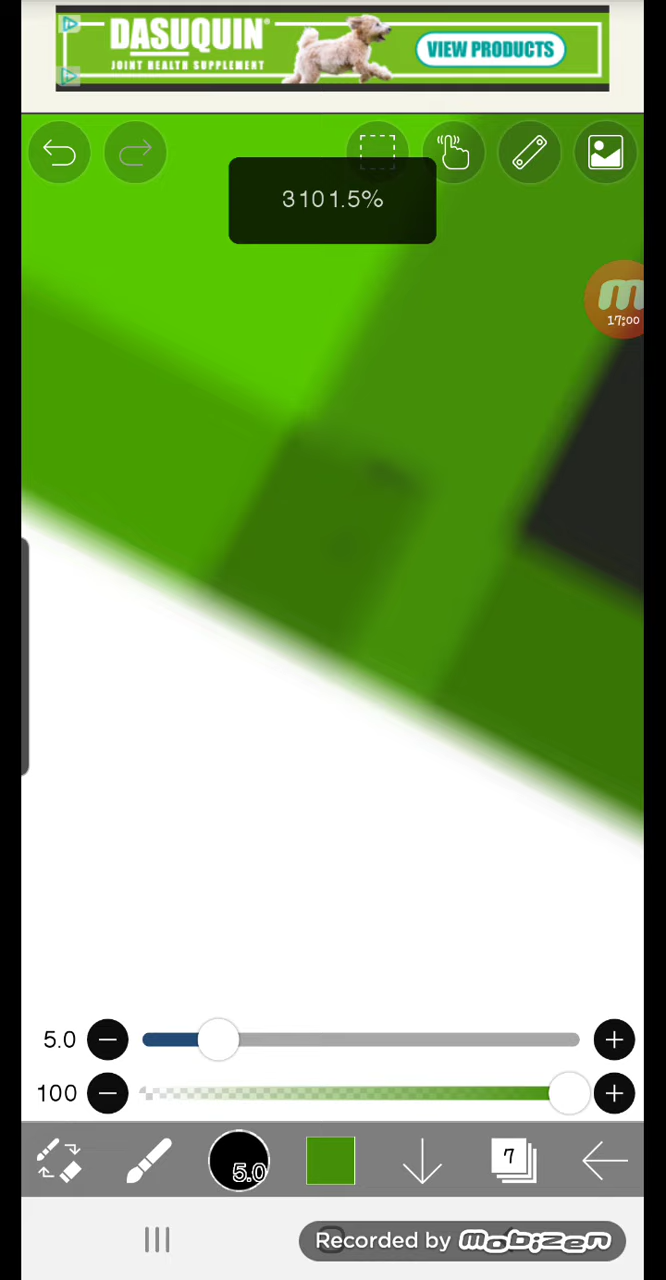 DASUQUIN®
JOINT HEALTH SUPPLEMENT
VIEW PRODUCTS
3101.5%
m
17:00
5.0
100
5.0
7
Recorded by mobizen